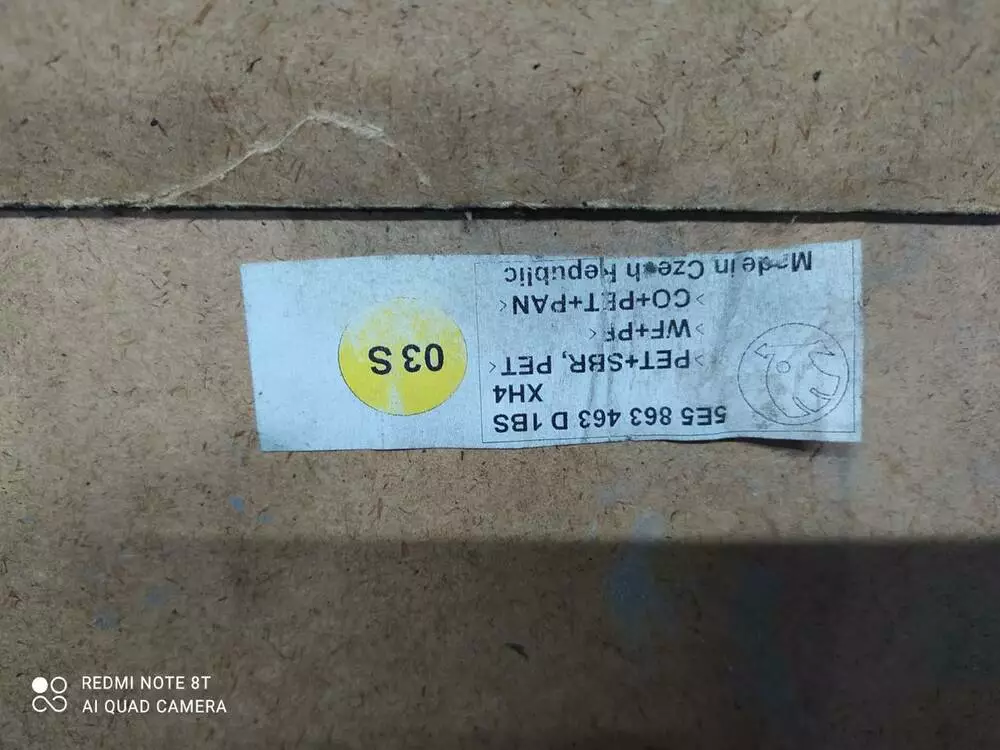 5E5 863 463 D 1BS
XH4
>PET+SBR, PET<
>WF+PF<
>CO+PET+PAN<
Made in Czech Republic
03 S
REDMI NOTE 8T
AI QUAD CAMERA